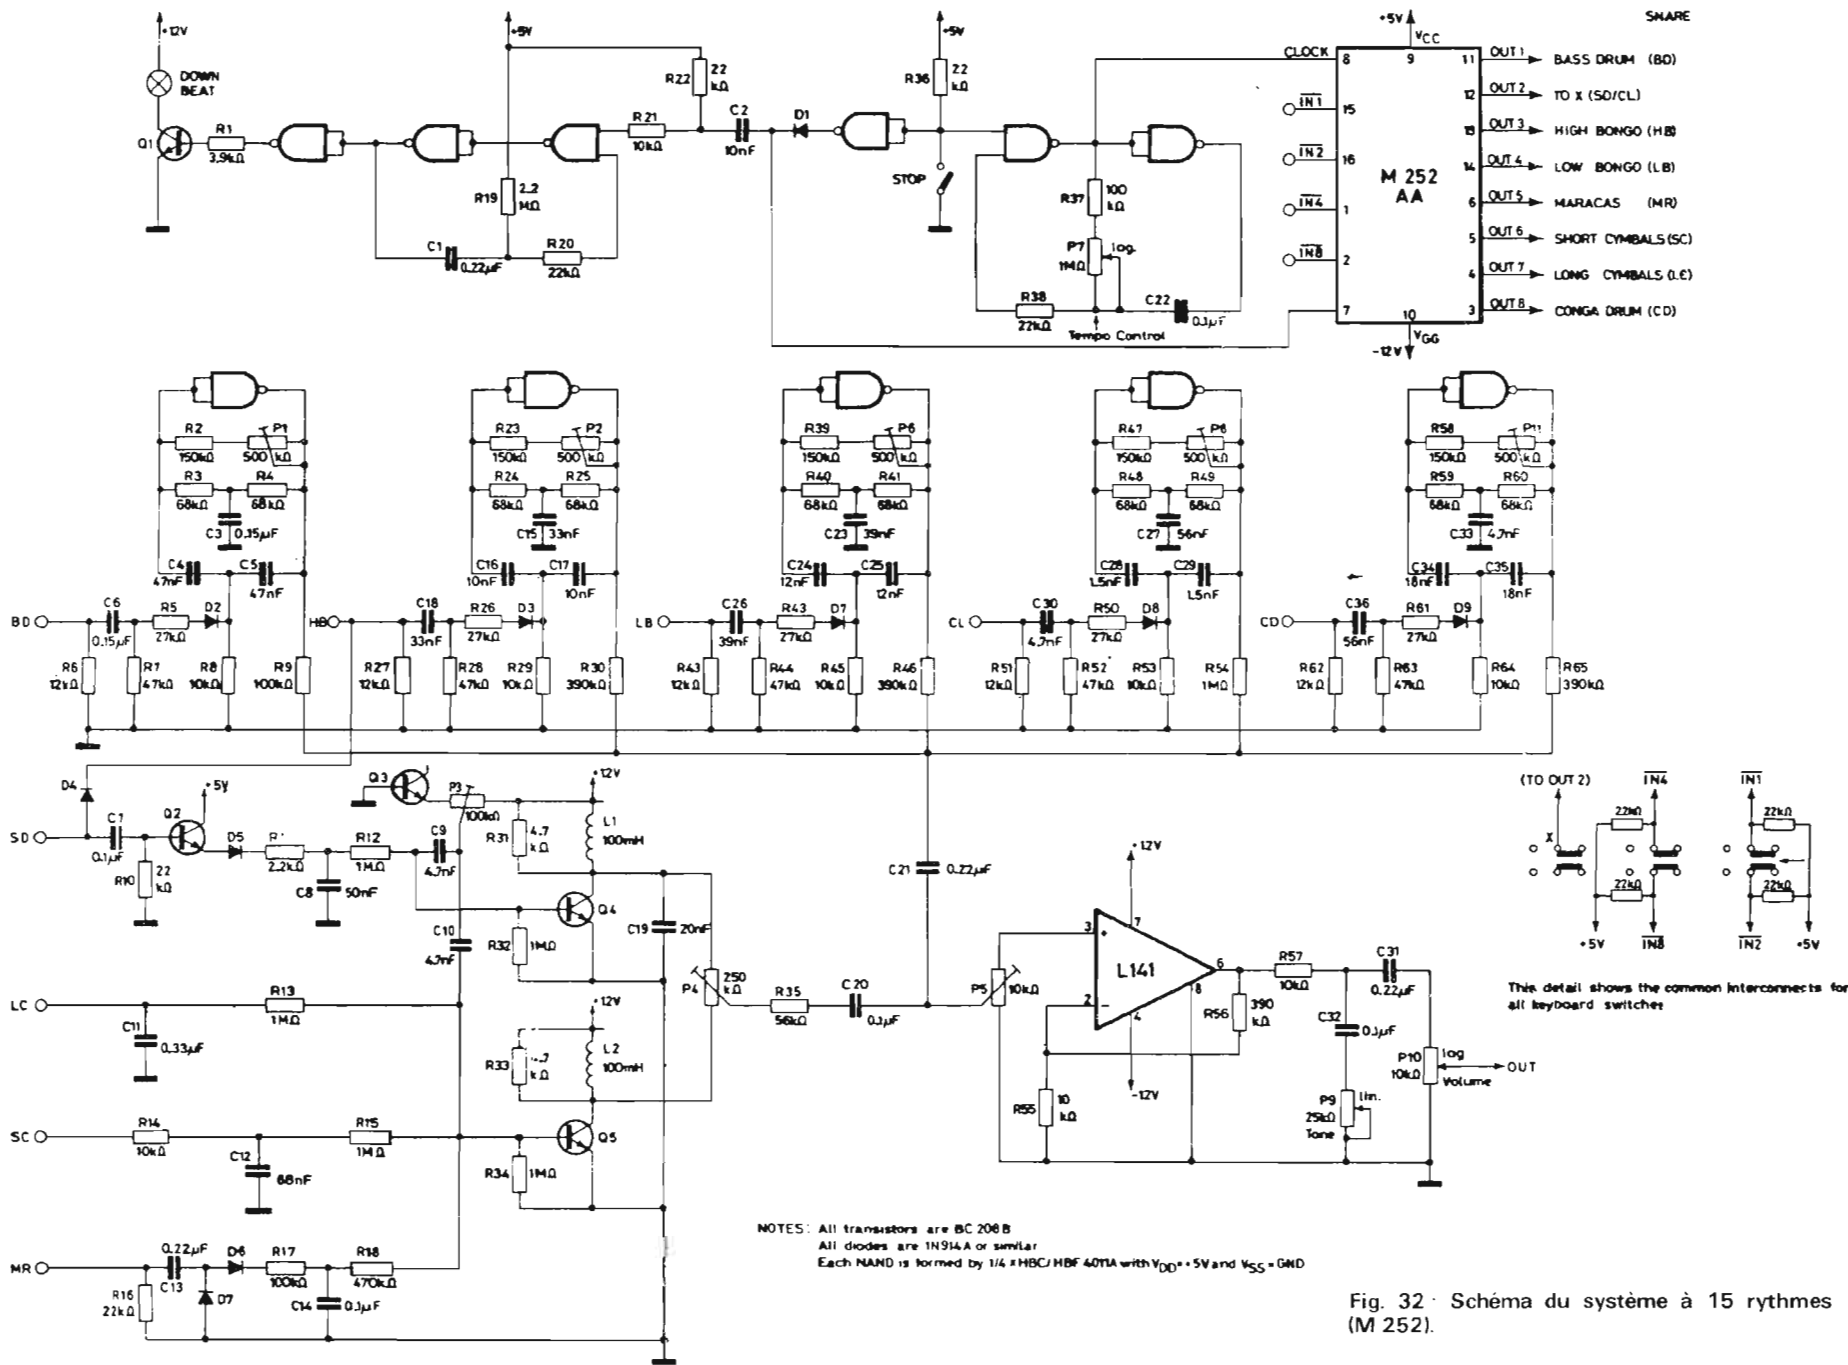 +12V
+5V
+5V
+5V
SNARE
DOWN
BEAT
Q1
R1
3.9kΩ
R19
2.2
MΩ
C1
0.22µF
R20
22kΩ
R22
22
kΩ
R21
10kΩ
C2
10nF
D1
R36
22
kΩ
STOP
R37
100
kΩ
P7
1MΩ
log.
R38
22kΩ
C22
0.1µF
Tempo Control
CLOCK
VCC
8
9
11
OUT 1
BASS DRUM (BD)
IN1
15
12
OUT 2
TO X (SD/CL)
13
OUT 3
HIGH BONGO (HB)
IN2
16
14
OUT 4
LOW BONGO (LB)
M 252
AA
IN4
1
6
OUT 5
MARACAS (MR)
5
OUT 6
SHORT CYMBALS (SC)
IN8
2
4
OUT 7
LONG CYMBALS (LC)
7
10
3
OUT 8
CONGA DRUM (CD)
-12V
VGG
R2
150kΩ
P1
500 kΩ
R3
68kΩ
R4
68kΩ
C3
0.15µF
C4
47nF
C5
47nF
BD
C6
0.15µF
R5
27kΩ
D2
R6
12kΩ
R7
47kΩ
R8
10kΩ
R9
100kΩ
R23
150kΩ
P2
500 kΩ
R24
68kΩ
R25
68kΩ
C15
33nF
C16
10nF
C17
10nF
HB
C18
33nF
R26
27kΩ
D3
R27
12kΩ
R28
47kΩ
R29
10kΩ
R30
390kΩ
R39
150kΩ
P6
500 kΩ
R40
68kΩ
R41
68kΩ
C23
39nF
C24
12nF
C25
12nF
LB
C26
39nF
R43
27kΩ
D7
R43
12kΩ
R44
47kΩ
R45
10kΩ
R46
390kΩ
R47
150kΩ
P8
500 kΩ
R48
68kΩ
R49
68kΩ
C27
56nF
C28
1.5nF
C29
1.5nF
CL
C30
4.7nF
R50
27kΩ
D8
R51
12kΩ
R52
47kΩ
R53
10kΩ
R54
1MΩ
R58
150kΩ
P11
500 kΩ
R59
68kΩ
R60
68kΩ
C33
4.7nF
C34
18nF
C35
18nF
CD
C36
56nF
R61
27kΩ
D9
R62
12kΩ
R63
47kΩ
R64
10kΩ
R65
390kΩ
D4
SD
C7
0.1µF
R10
22
kΩ
Q2
+5V
D5
2.2kΩ
C8
50nF
R12
1MΩ
C9
4.7nF
Q3
P3
100kΩ
+12V
R31
4.7
kΩ
L1
100mH
Q4
R32
1MΩ
C10
4.7nF
C19
20nF
LC
C11
0.33µF
R13
1MΩ
+12V
R33
kΩ
L2
100mH
P4
250
kΩ
R35
56kΩ
C20
0.1µF
C21
0.22µF
SC
R14
10kΩ
C12
68nF
R15
1MΩ
Q5
R34
1MΩ
MR
0.22µF
C13
R16
22kΩ
D6
D7
R17
100kΩ
C14
0.1µF
R18
470kΩ
P5
10kΩ
+12V
3
+
7
L141
6
2
−
8
4
-12V
R55
10
kΩ
R56
390
kΩ
R57
10kΩ
C31
0.22µF
C32
0.1µF
P9
25kΩ
lin.
Tone
P10
10kΩ
log
Volume
OUT
(TO OUT 2)
IN4
IN1
X
22kΩ
22kΩ
22kΩ
22kΩ
+5V
IN8
IN2
+5V
This detail shows the common interconnects for
all keyboard switches
NOTES: All transistors are BC 208B
All diodes are 1N914A or similar
Each NAND is formed by 1/4 x HBC/HBF 4011A with VDD=+5V and VSS=GND
Fig. 32 Schéma du système à 15 rythmes
(M 252).